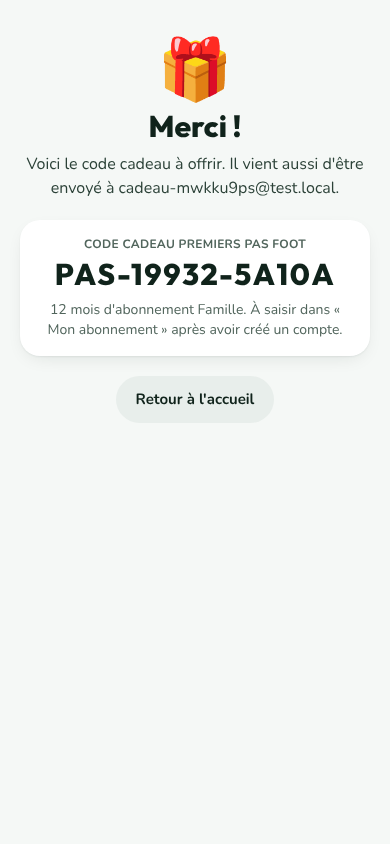 Merci !
Voici le code cadeau à offrir. Il vient aussi d'être
envoyé à cadeau-mwkku9ps@test.local.
CODE CADEAU PREMIERS PAS FOOT
PAS-19932-5A10A
12 mois d'abonnement Famille. À saisir dans «
Mon abonnement » après avoir créé un compte.
Retour à l'accueil